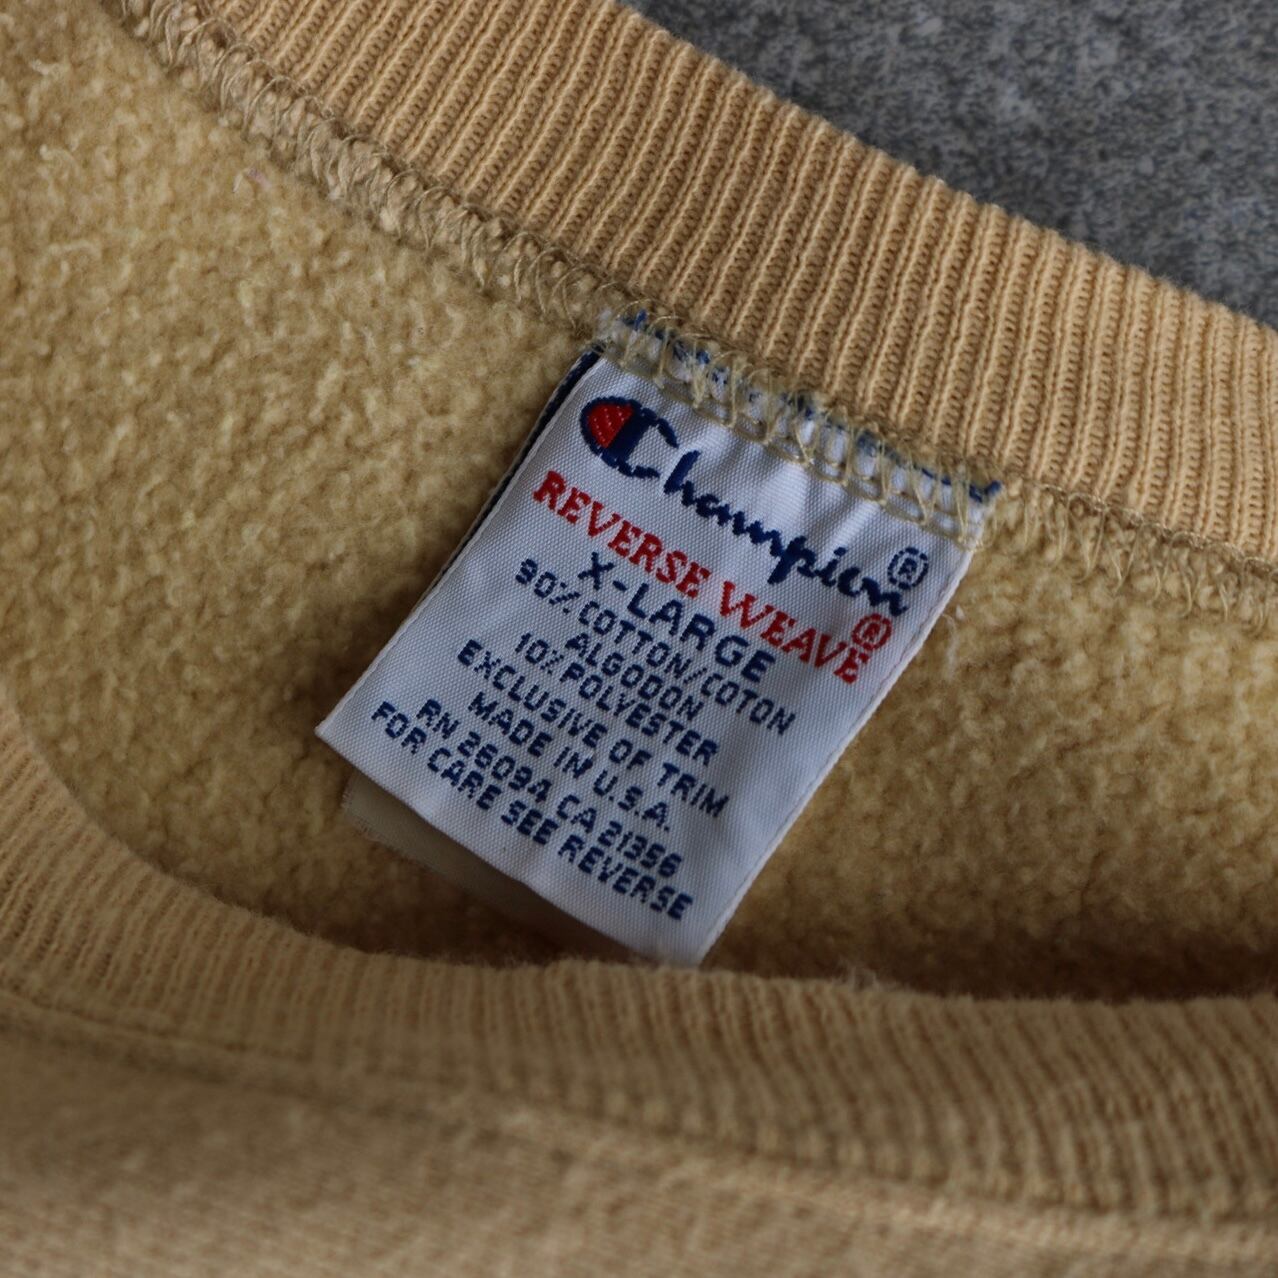 Champion®
REVERSE WEAVE®
X-LARGE
90% COTTON/COTON
ALGODON
10% POLYESTER
EXCLUSIVE OF TRIM
MADE IN U.S.A.
RN 26094 CA 21356
FOR CARE SEE REVERSE